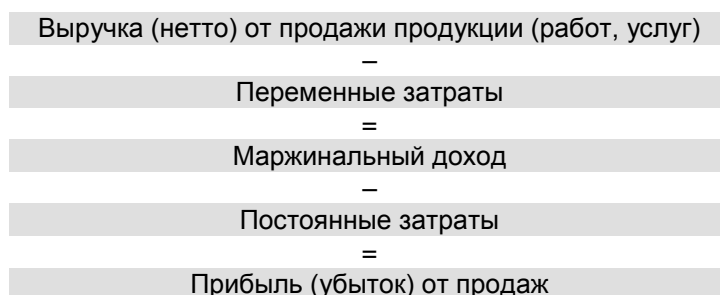 Выручка (нетто) от продажи продукции (работ, услуг)
–
Переменные затраты
=
Маржинальный доход
–
Постоянные затраты
=
Прибыль (убыток) от продаж